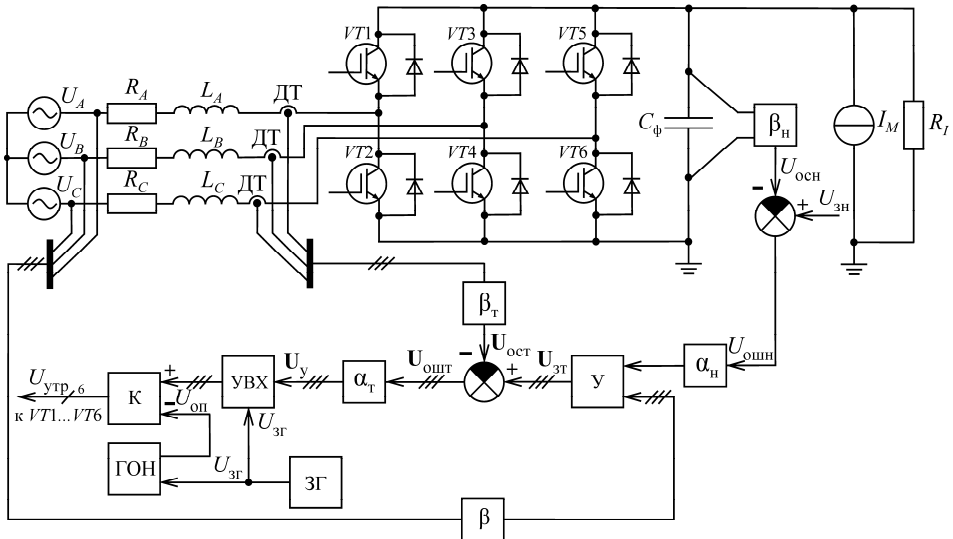 VT1
VT3
VT5
U_A
R_A
L_A
ДТ
U_B
R_B
L_B
ДТ
U_C
R_C
L_C
ДТ
VT2
VT4
VT6
C_ф
β_н
I_M
R_I
U_осн
−
+
U_зн
β_т
−
U_ост
U_ошн
U_утр
6
к VT1...VT6
К
+
−
U_оп
УВХ
U_у
α_т
U_ошт
+
U_зт
У
α_н
U_зг
ГОН
U_зг
ЗГ
β